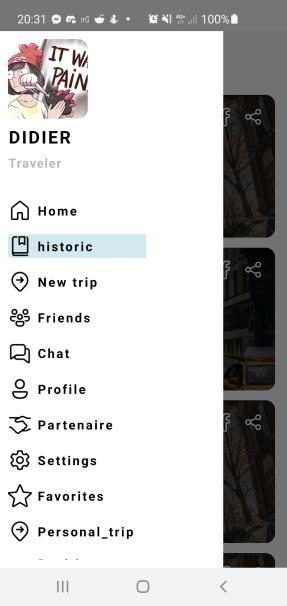 20:31 100%
IT WA
PAIN
DIDIER
Traveler
Home
historic
New trip
Friends
Chat
Profile
Partenaire
Settings
Favorites
Personal_trip